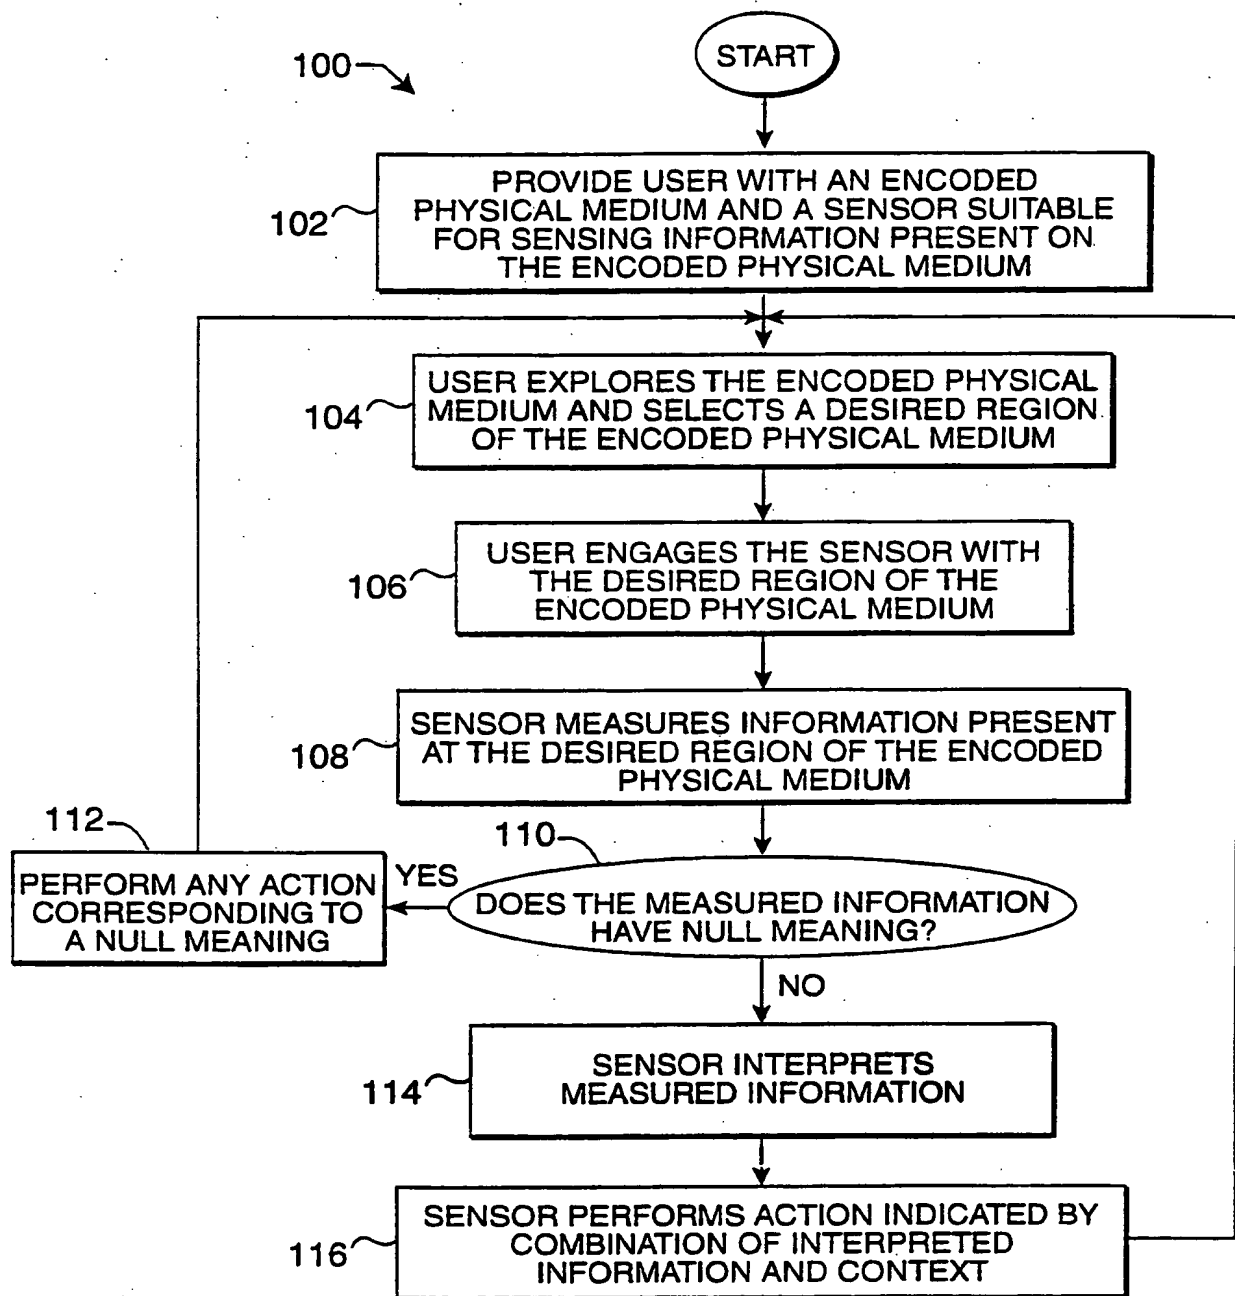 START
100
PROVIDE USER WITH AN ENCODED
PHYSICAL MEDIUM AND A SENSOR SUITABLE
FOR SENSING INFORMATION PRESENT ON
THE ENCODED PHYSICAL MEDIUM
102
USER EXPLORES THE ENCODED PHYSICAL
MEDIUM AND SELECTS A DESIRED REGION
OF THE ENCODED PHYSICAL MEDIUM
104
USER ENGAGES THE SENSOR WITH
THE DESIRED REGION OF THE
ENCODED PHYSICAL MEDIUM
106
SENSOR MEASURES INFORMATION PRESENT
AT THE DESIRED REGION OF THE ENCODED
PHYSICAL MEDIUM
108
110
DOES THE MEASURED INFORMATION
HAVE NULL MEANING?
YES
112
PERFORM ANY ACTION
CORRESPONDING TO
A NULL MEANING
NO
SENSOR INTERPRETS
MEASURED INFORMATION
114
SENSOR PERFORMS ACTION INDICATED BY
COMBINATION OF INTERPRETED
INFORMATION AND CONTEXT
116